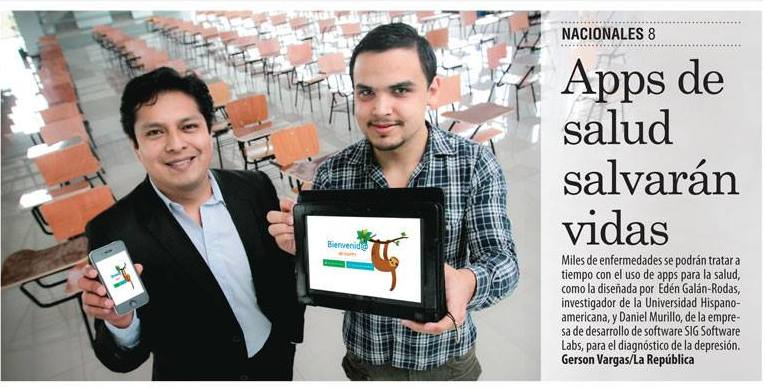 NACIONALES 8
Apps de
salud
salvarán
vidas
Miles de enfermedades se podrán tratar a
tiempo con el uso de apps para la salud,
como la diseñada por Edén Galán-Rodas,
investigador de la Universidad Hispano-
americana, y Daniel Murillo, de la empre-
sa de desarrollo de software SIG Software
Labs, para el diagnóstico de la depresión.
Gerson Vargas/La República
Bienvenid@